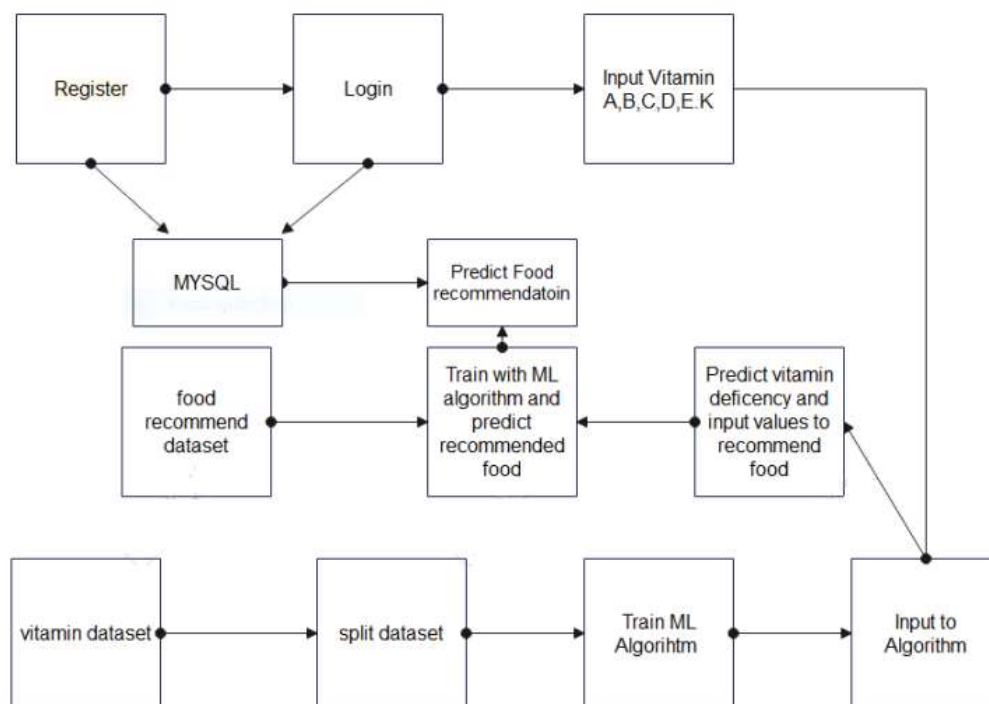 Register
Login
Input Vitamin
A,B,C,D,E.K
MYSQL
Predict Food
recommendatoin
food
recommend
dataset
Train with ML
algorithm and
predict
recommended
food
Predict vitamin
deficency and
input values to
recommend
food
vitamin dataset
split dataset
Train ML
Algorihtm
Input to
Algorithm